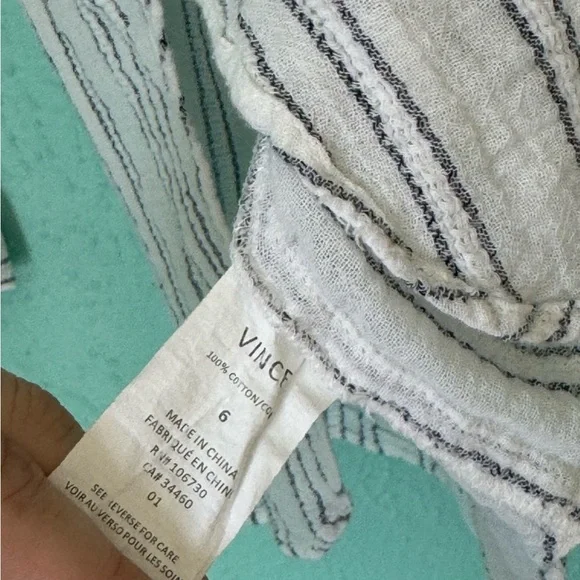 VINCE
100% COTTON/CO
6
MADE IN CHINA
FABRIQUÉ EN CHINE
RN# 106730
CA# 34460
01
SEE REVERSE FOR CARE
VOIR AU VERSO POUR LES SOIN